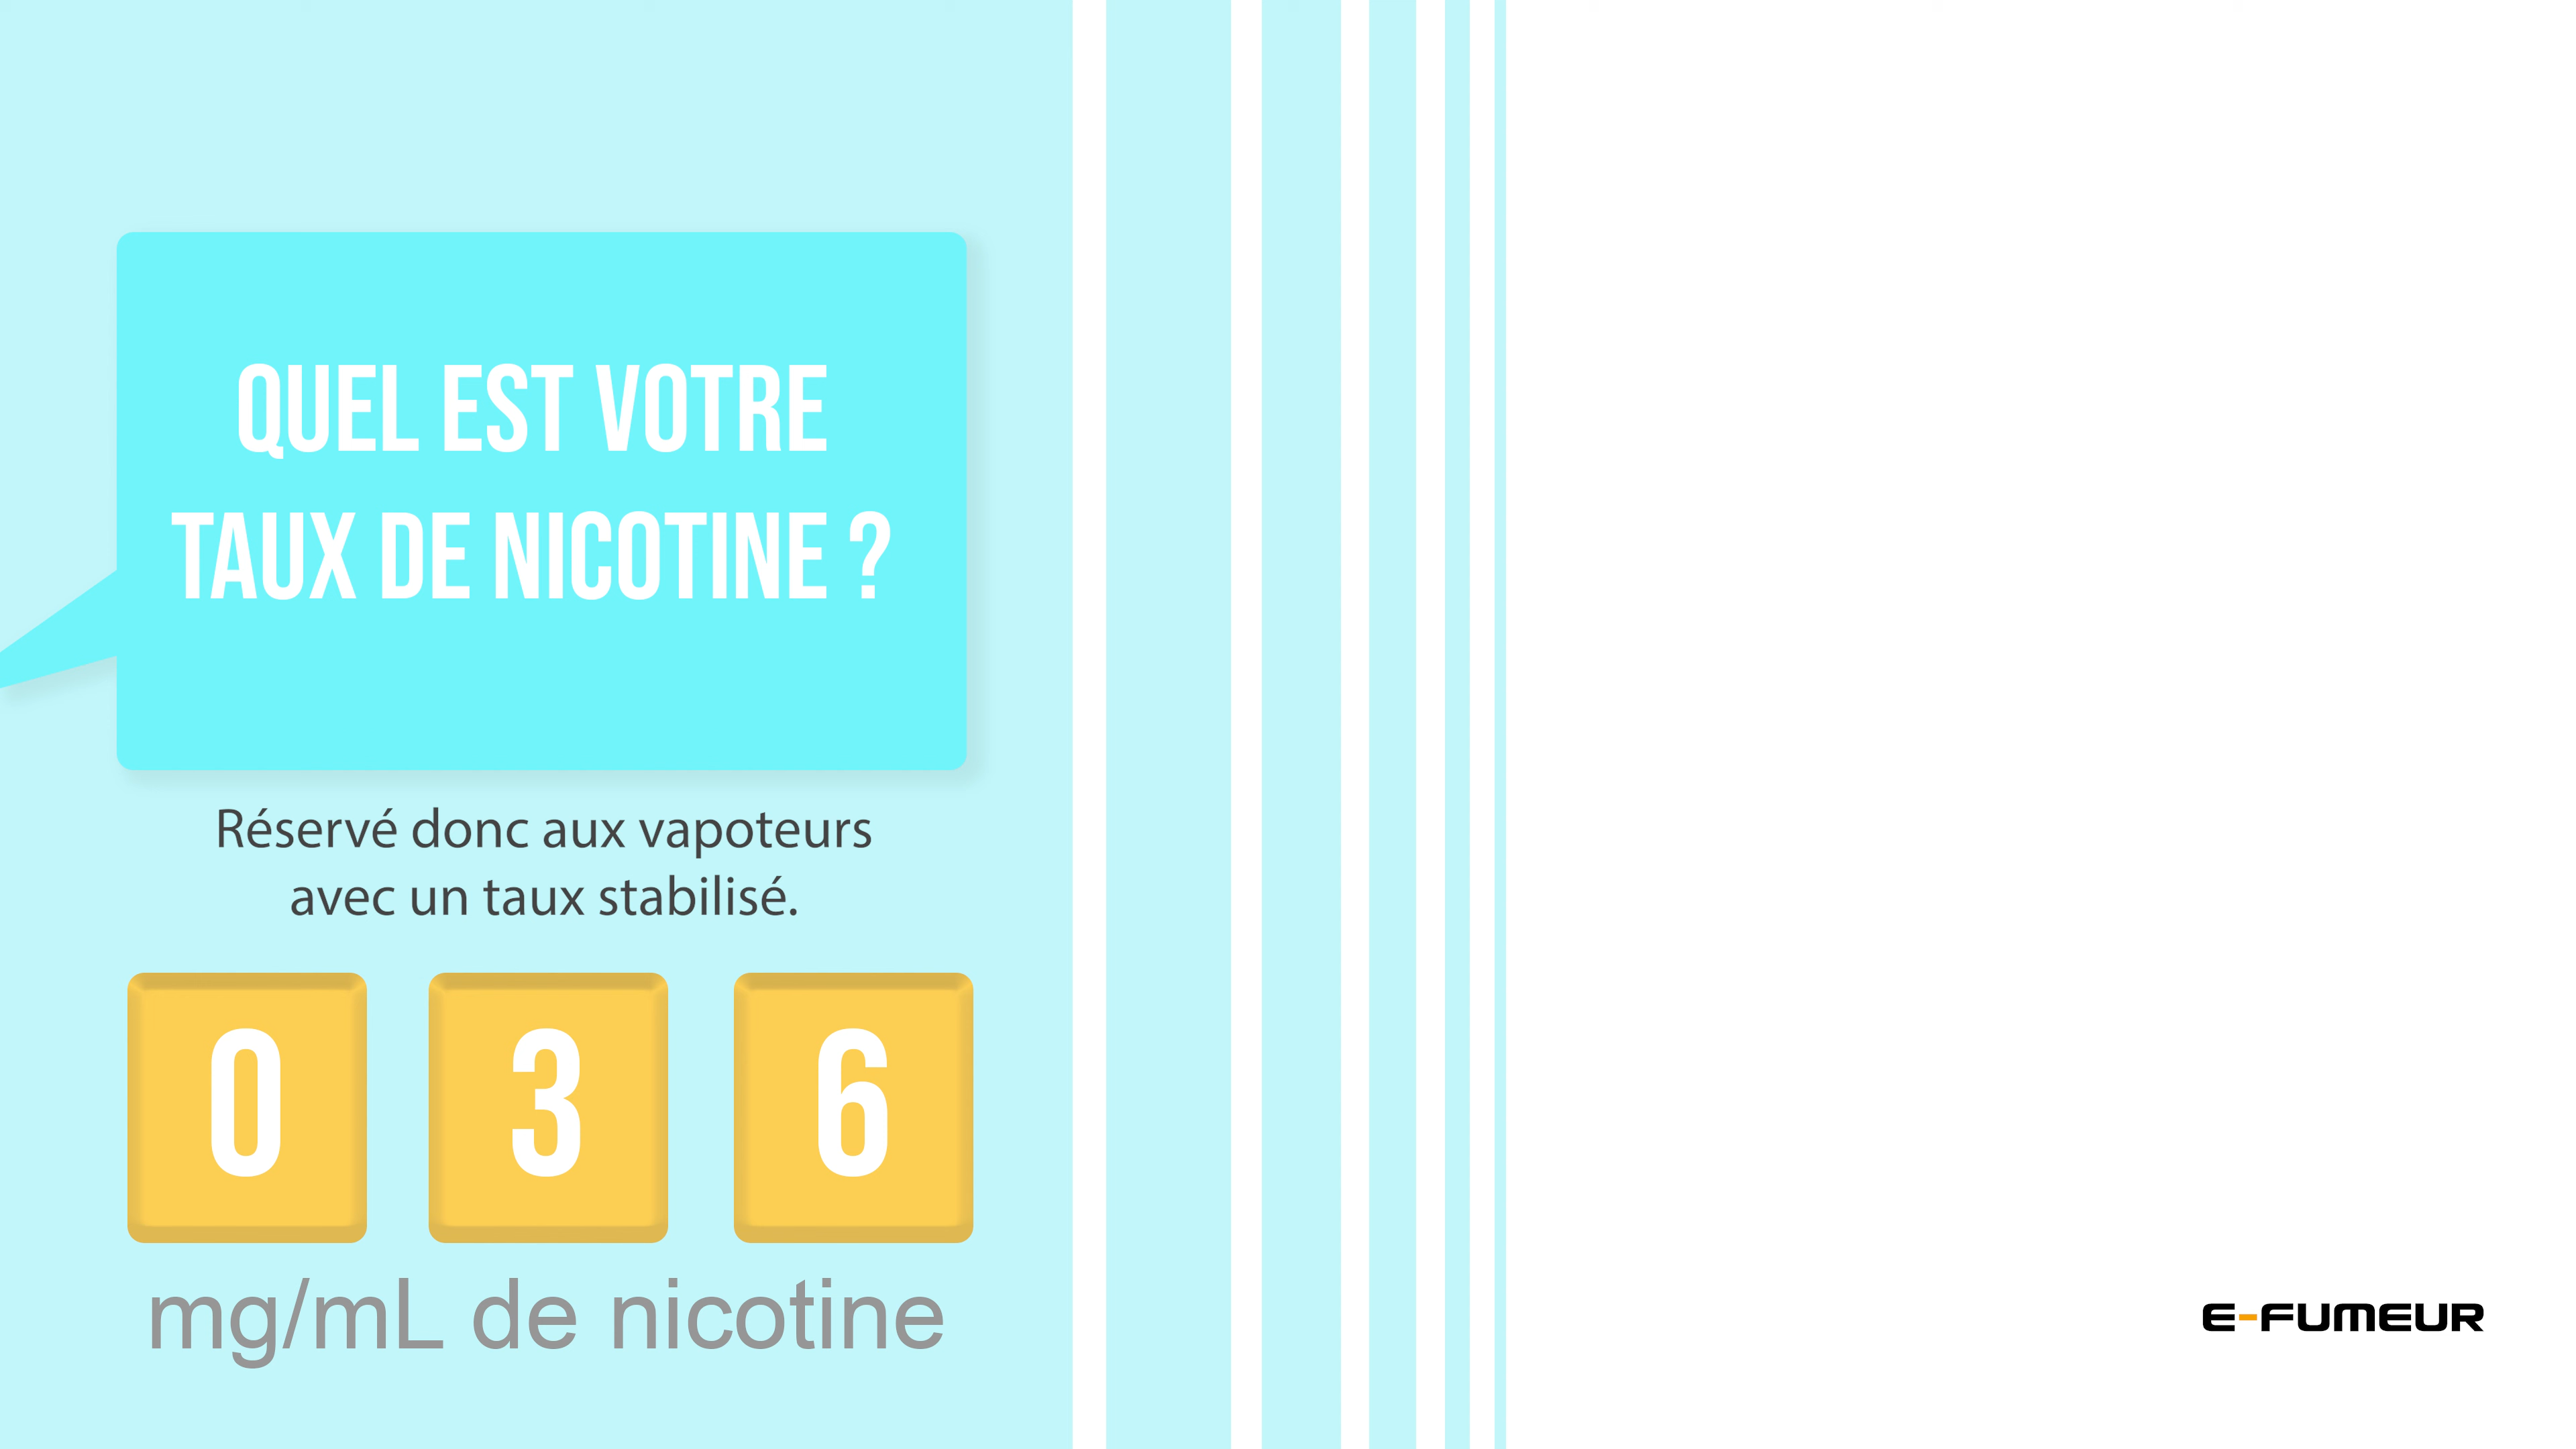 QUEL EST VOTRE
TAUX DE NICOTINE ?
Réservé donc aux vapoteurs
avec un taux stabilisé.
0 3 6
mg/mL de nicotine
E-FUMEUR